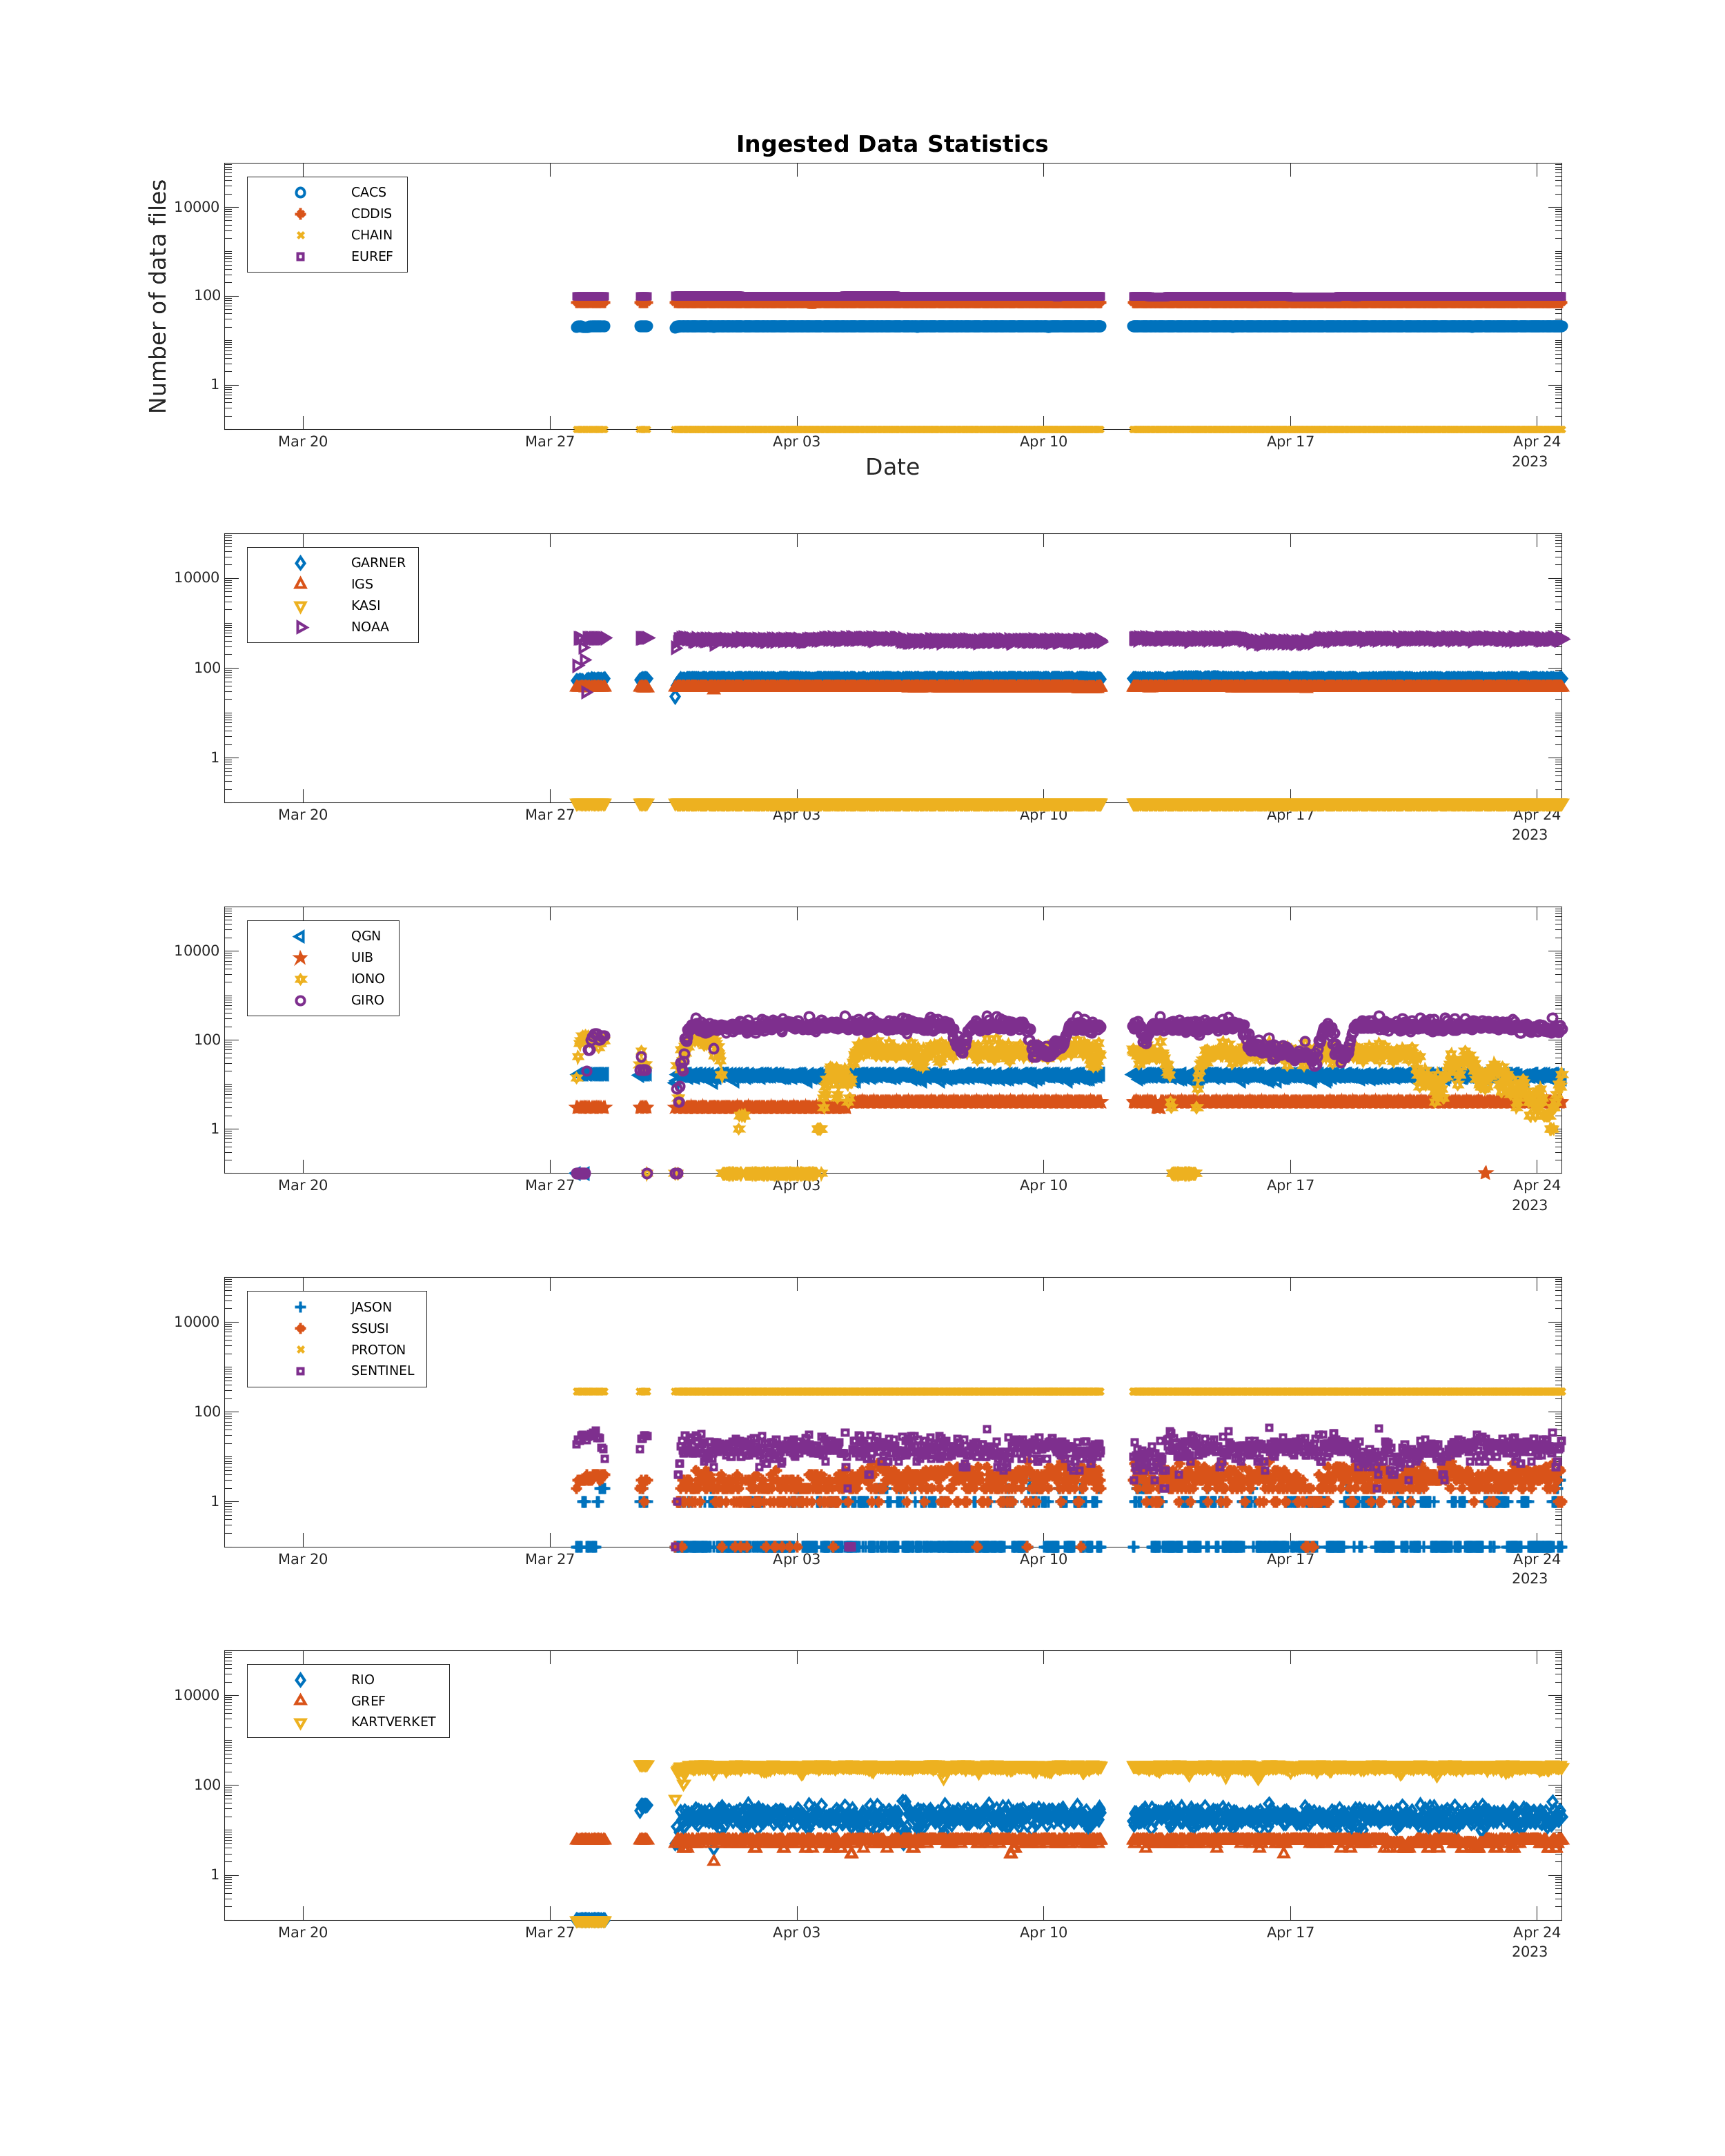 Ingested Data Statistics
Number of data files
10000
100
1
CACS
CDDIS
CHAIN
EUREF
Mar 20 Mar 27 Apr 03 Apr 10 Apr 17 Apr 24
2023
Date
10000
100
1
GARNER
IGS
KASI
NOAA
Mar 20 Mar 27 Apr 03 Apr 10 Apr 17 Apr 24
2023
10000
100
1
QGN
UIB
IONO
GIRO
Mar 20 Mar 27 Apr 03 Apr 10 Apr 17 Apr 24
2023
10000
100
1
JASON
SSUSI
PROTON
SENTINEL
Mar 20 Mar 27 Apr 03 Apr 10 Apr 17 Apr 24
2023
10000
100
1
RIO
GREF
KARTVERKET
Mar 20 Mar 27 Apr 03 Apr 10 Apr 17 Apr 24
2023